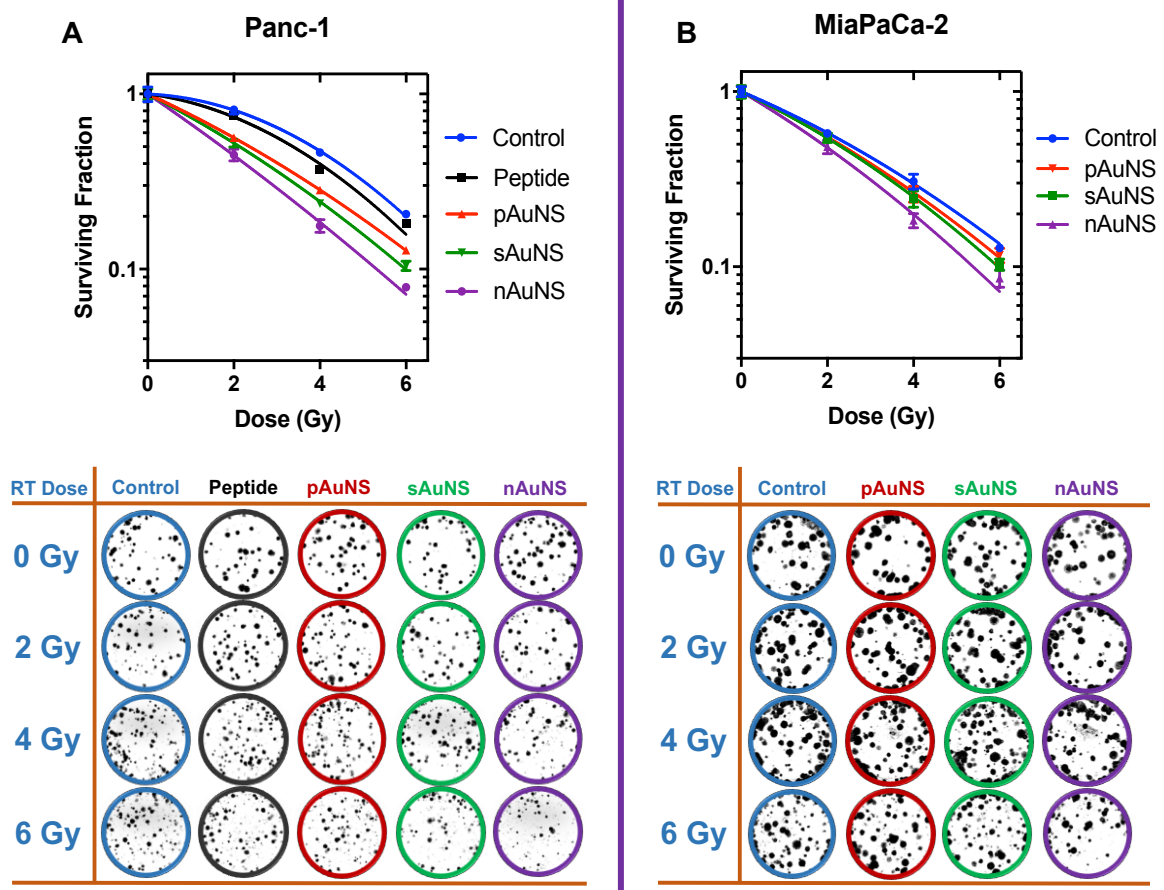 A
Panc-1
Surviving Fraction
1
0.1
0
2
4
6
Dose (Gy)
Control
Peptide
pAuNS
sAuNS
nAuNS
RT Dose Control Peptide pAuNS sAuNS nAuNS
0 Gy
2 Gy
4 Gy
6 Gy
B
MiaPaCa-2
Surviving Fraction
1
0.1
0
2
4
6
Dose (Gy)
Control
pAuNS
sAuNS
nAuNS
RT Dose Control pAuNS sAuNS nAuNS
0 Gy
2 Gy
4 Gy
6 Gy